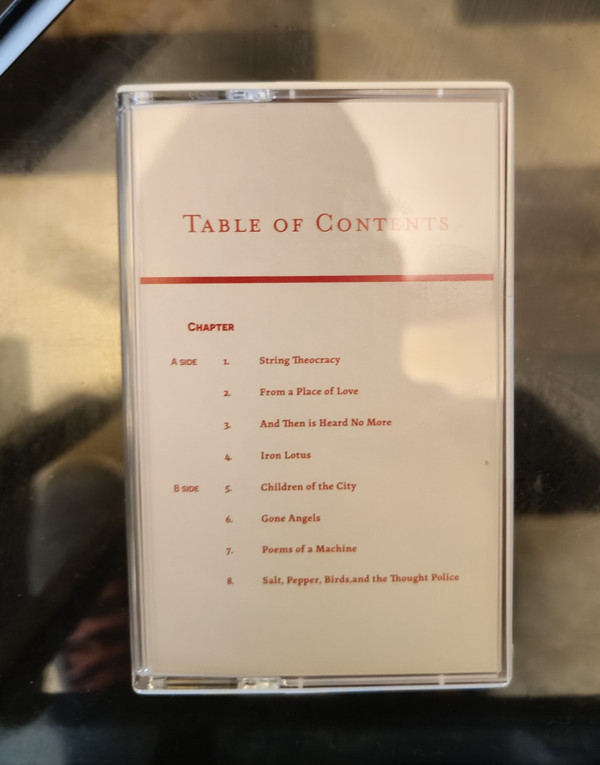 Table of Contents
Chapter
A side 1. String Theocracy
2. From a Place of Love
3. And Then is Heard No More
4. Iron Lotus
B side 5. Children of the City
6. Gone Angels
7. Poems of a Machine
8. Salt, Pepper, Birds,and the Thought Police